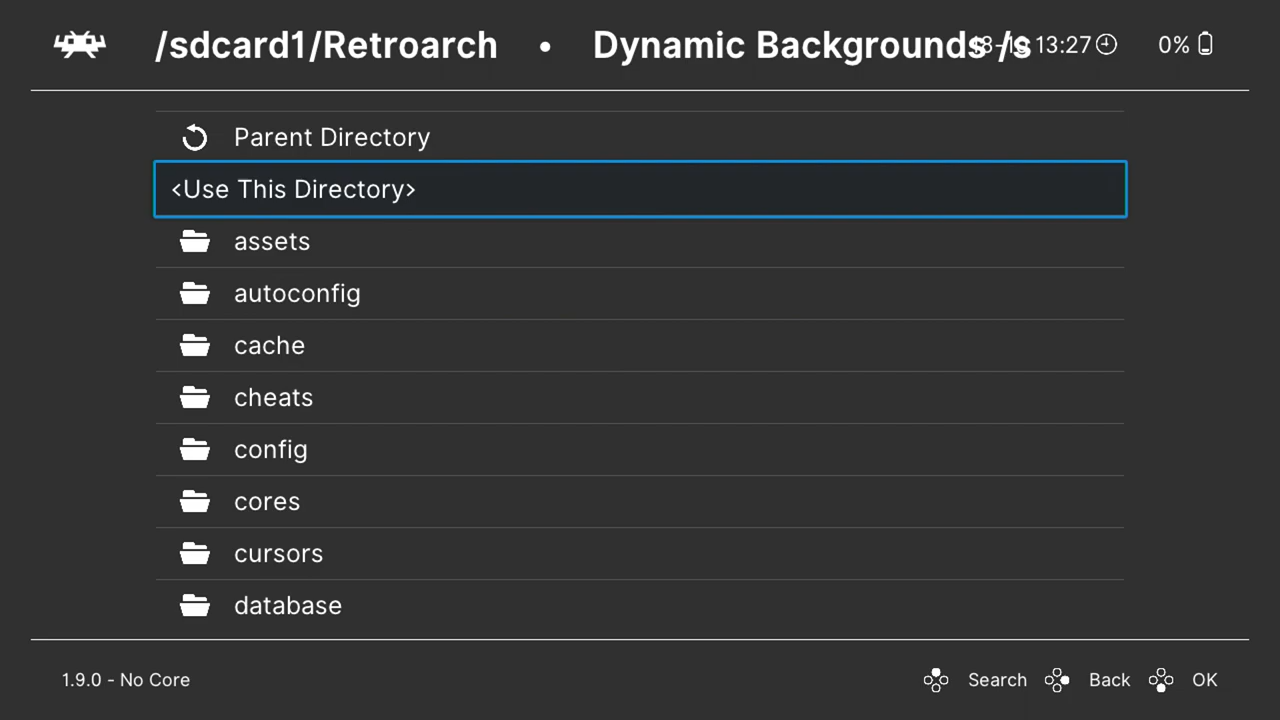 /sdcard1/Retroarch • Dynamic Backgrounds /s 13:27 0%
Parent Directory
<Use This Directory>
assets
autoconfig
cache
cheats
config
cores
cursors
database
1.9.0 - No Core Search Back OK